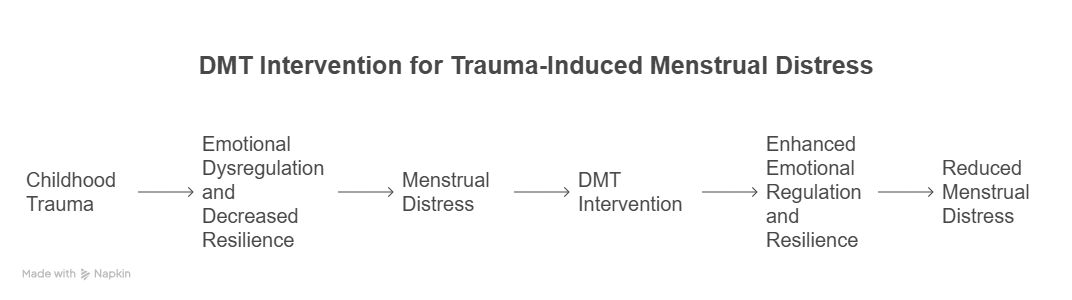 DMT Intervention for Trauma-Induced Menstrual Distress
Childhood
Trauma
Emotional
Dysregulation
and
Decreased
Resilience
Menstrual
Distress
DMT
Intervention
Enhanced
Emotional
Regulation
and
Resilience
Reduced
Menstrual
Distress
Made with Napkin